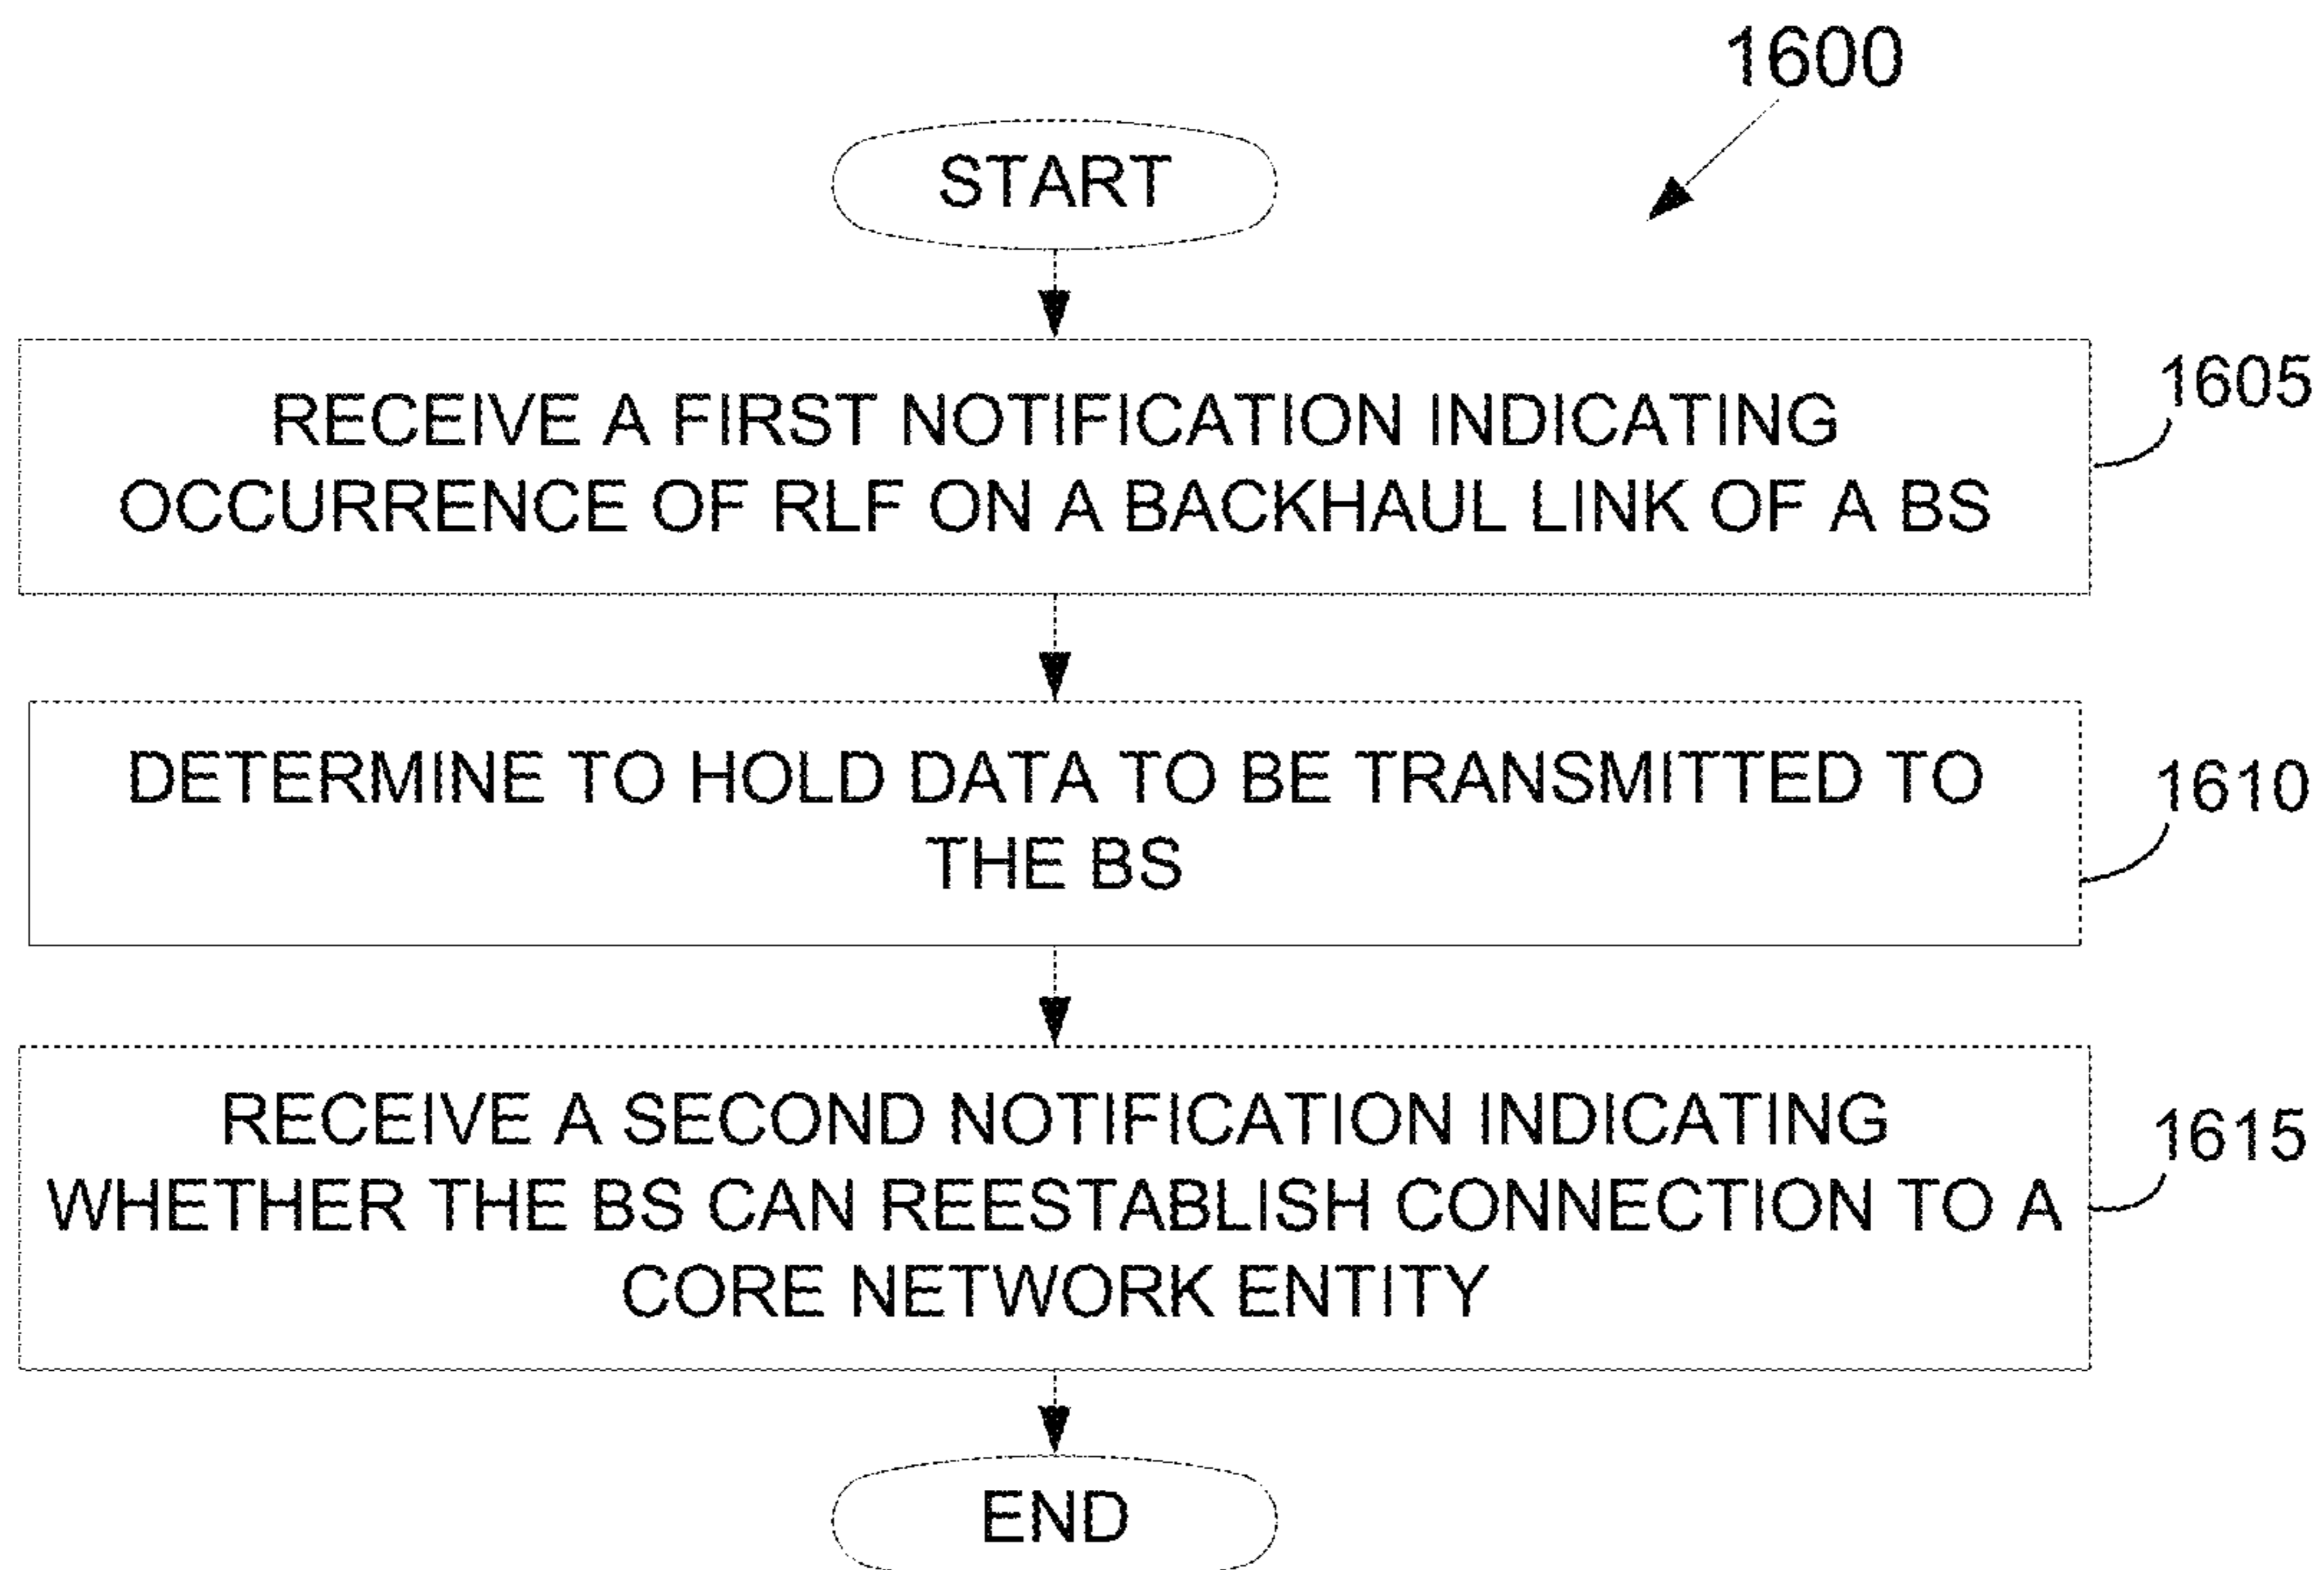 1600
START
RECEIVE A FIRST NOTIFICATION INDICATING
OCCURRENCE OF RLF ON A BACKHAUL LINK OF A BS
1605
DETERMINE TO HOLD DATA TO BE TRANSMITTED TO
THE BS
1610
RECEIVE A SECOND NOTIFICATION INDICATING
WHETHER THE BS CAN REESTABLISH CONNECTION TO A
CORE NETWORK ENTITY
1615
END